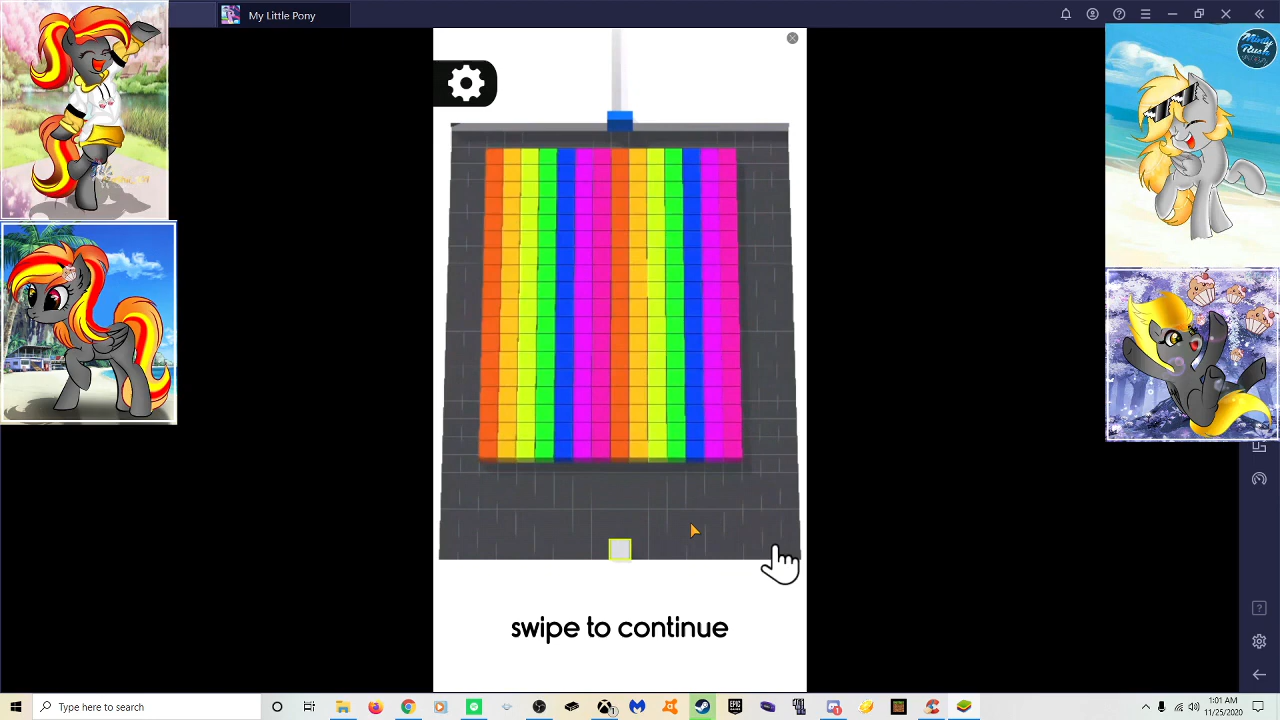 My Little Pony
swipe to continue
Type here to search
1:01 AM
11/25/2020